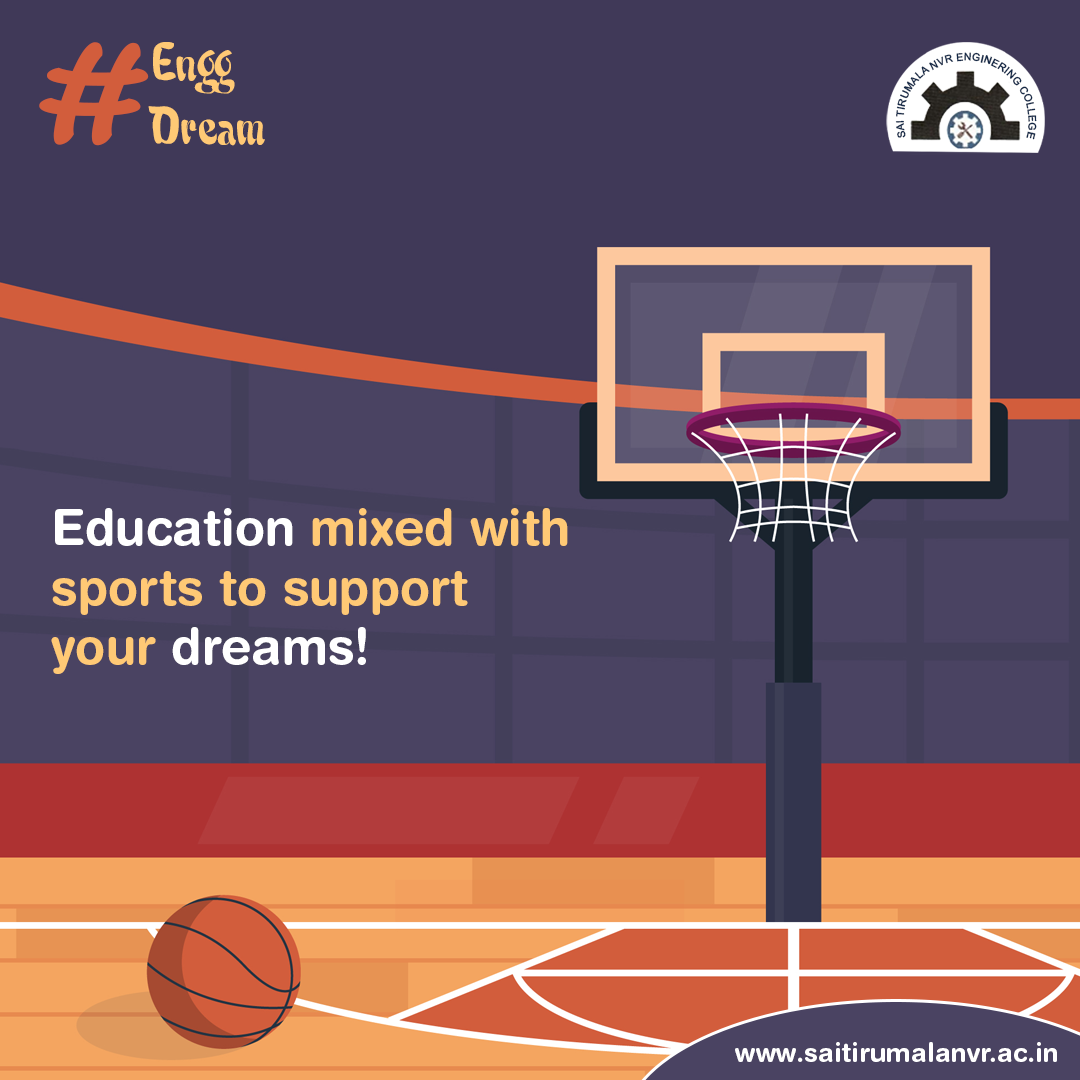 #Engg
Dream
SAI TIRUMALA NVR ENGINERING COLLEGE
Education mixed with
sports to support
your dreams!
www.saitirumalanvr.ac.in